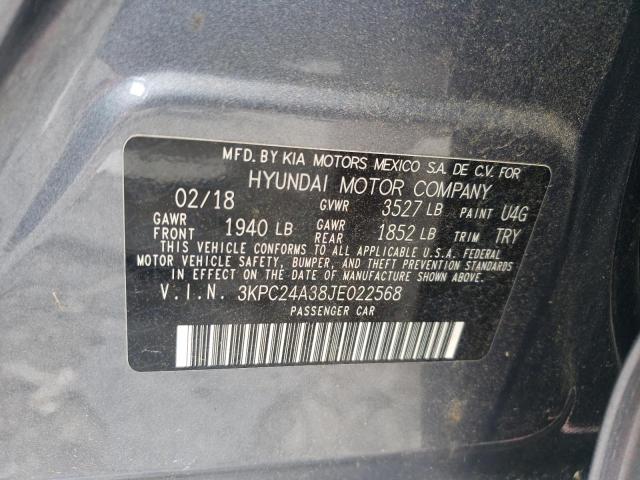 MFD. BY KIA MOTORS MEXICO S.A. DE C.V. FOR
HYUNDAI MOTOR COMPANY
02/18 GVWR 3527 LB PAINT U4G
GAWR FRONT 1940 LB GAWR REAR 1852 LB TRIM TRY
THIS VEHICLE CONFORMS TO ALL APPLICABLE U.S.A. FEDERAL
MOTOR VEHICLE SAFETY, BUMPER, AND THEFT PREVENTION STANDARDS
IN EFFECT ON THE DATE OF MANUFACTURE SHOWN ABOVE.
V.I.N. 3KPC24A38JE022568
PASSENGER CAR